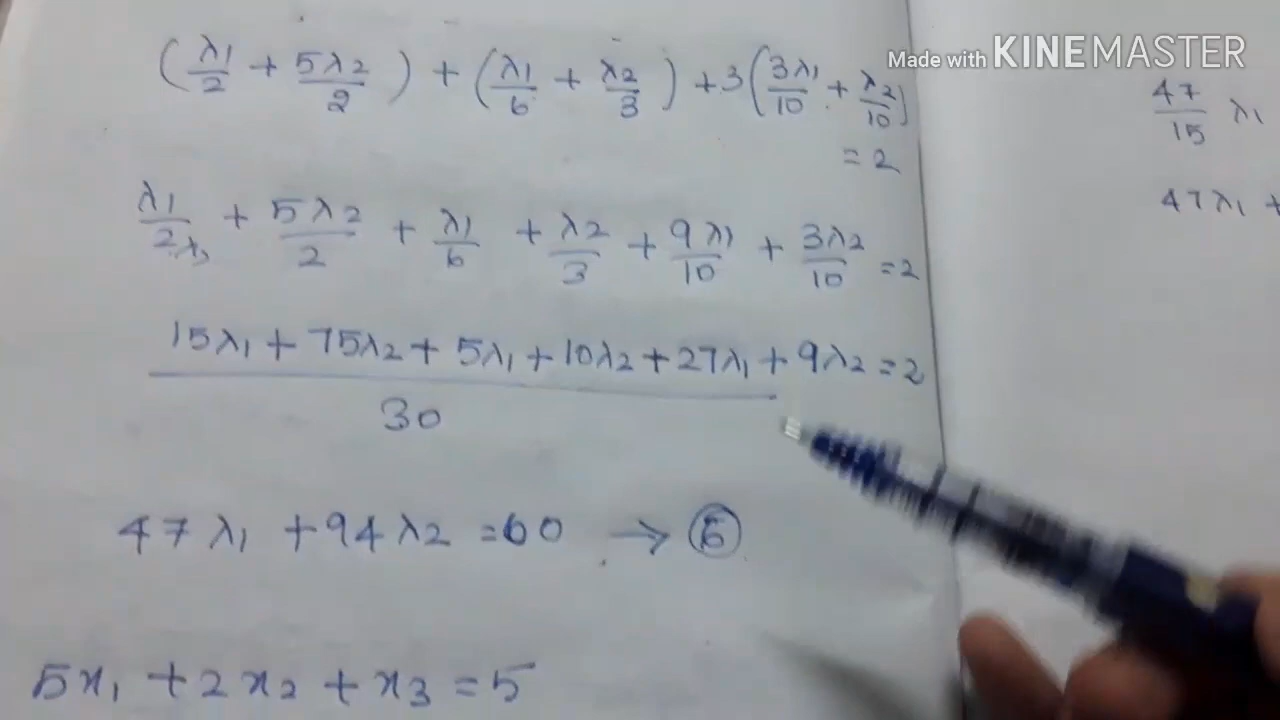 Made with KINEMASTER
(λ1/2 + 5λ2/2) + (λ1/6 + λ2/3) + 3(3λ1/10 + λ2/10)
= 2
λ1/2 + 5λ2/2 + λ1/6 + λ2/3 + 9λ1/10 + 3λ2/10 = 2
15λ1 + 75λ2 + 5λ1 + 10λ2 + 27λ1 + 9λ2 = 2
30
47λ1 + 94λ2 = 60 →
5x1 + 2x2 + x3 = 5
47/15 λ1
47λ1 +